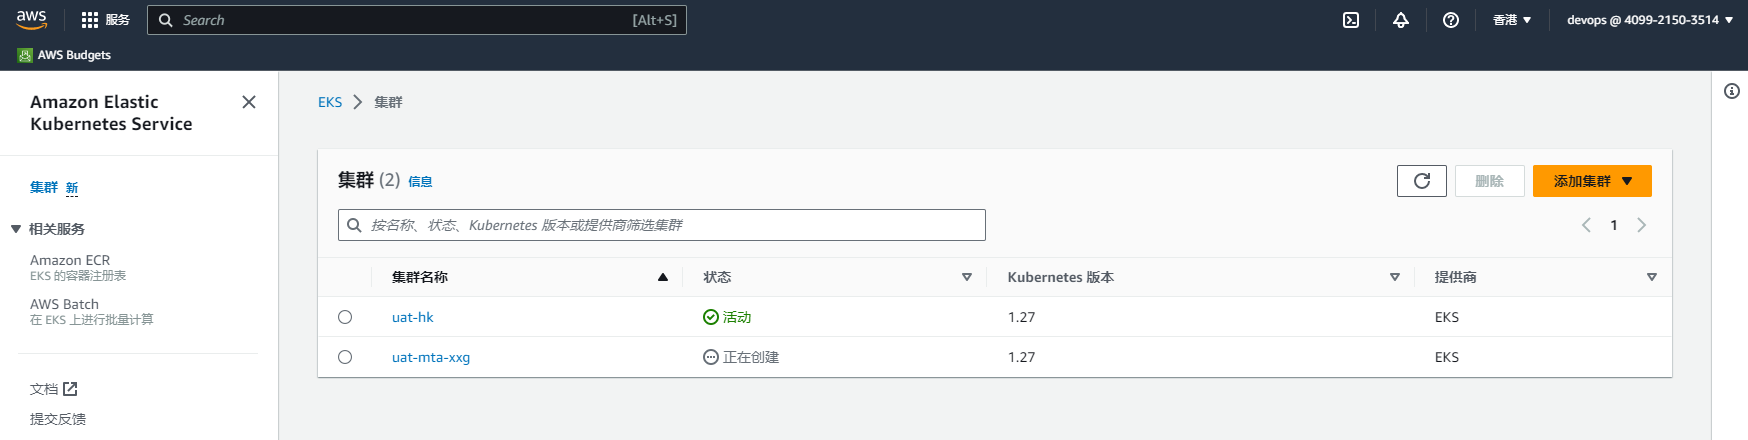 aws 服务 Search [Alt+S] 香港 devops @ 4099-2150-3514
AWS Budgets
Amazon Elastic
Kubernetes Service
集群 新
相关服务
Amazon ECR
EKS 的容器注册表
AWS Batch
在 EKS 上进行批量计算
文档
提交反馈
EKS 集群
集群 (2) 信息 删除 添加集群
按名称、状态、Kubernetes 版本或提供商筛选集群 1
集群名称 状态 Kubernetes 版本 提供商
uat-hk 活动 1.27 EKS
uat-mta-xxg 正在创建 1.27 EKS